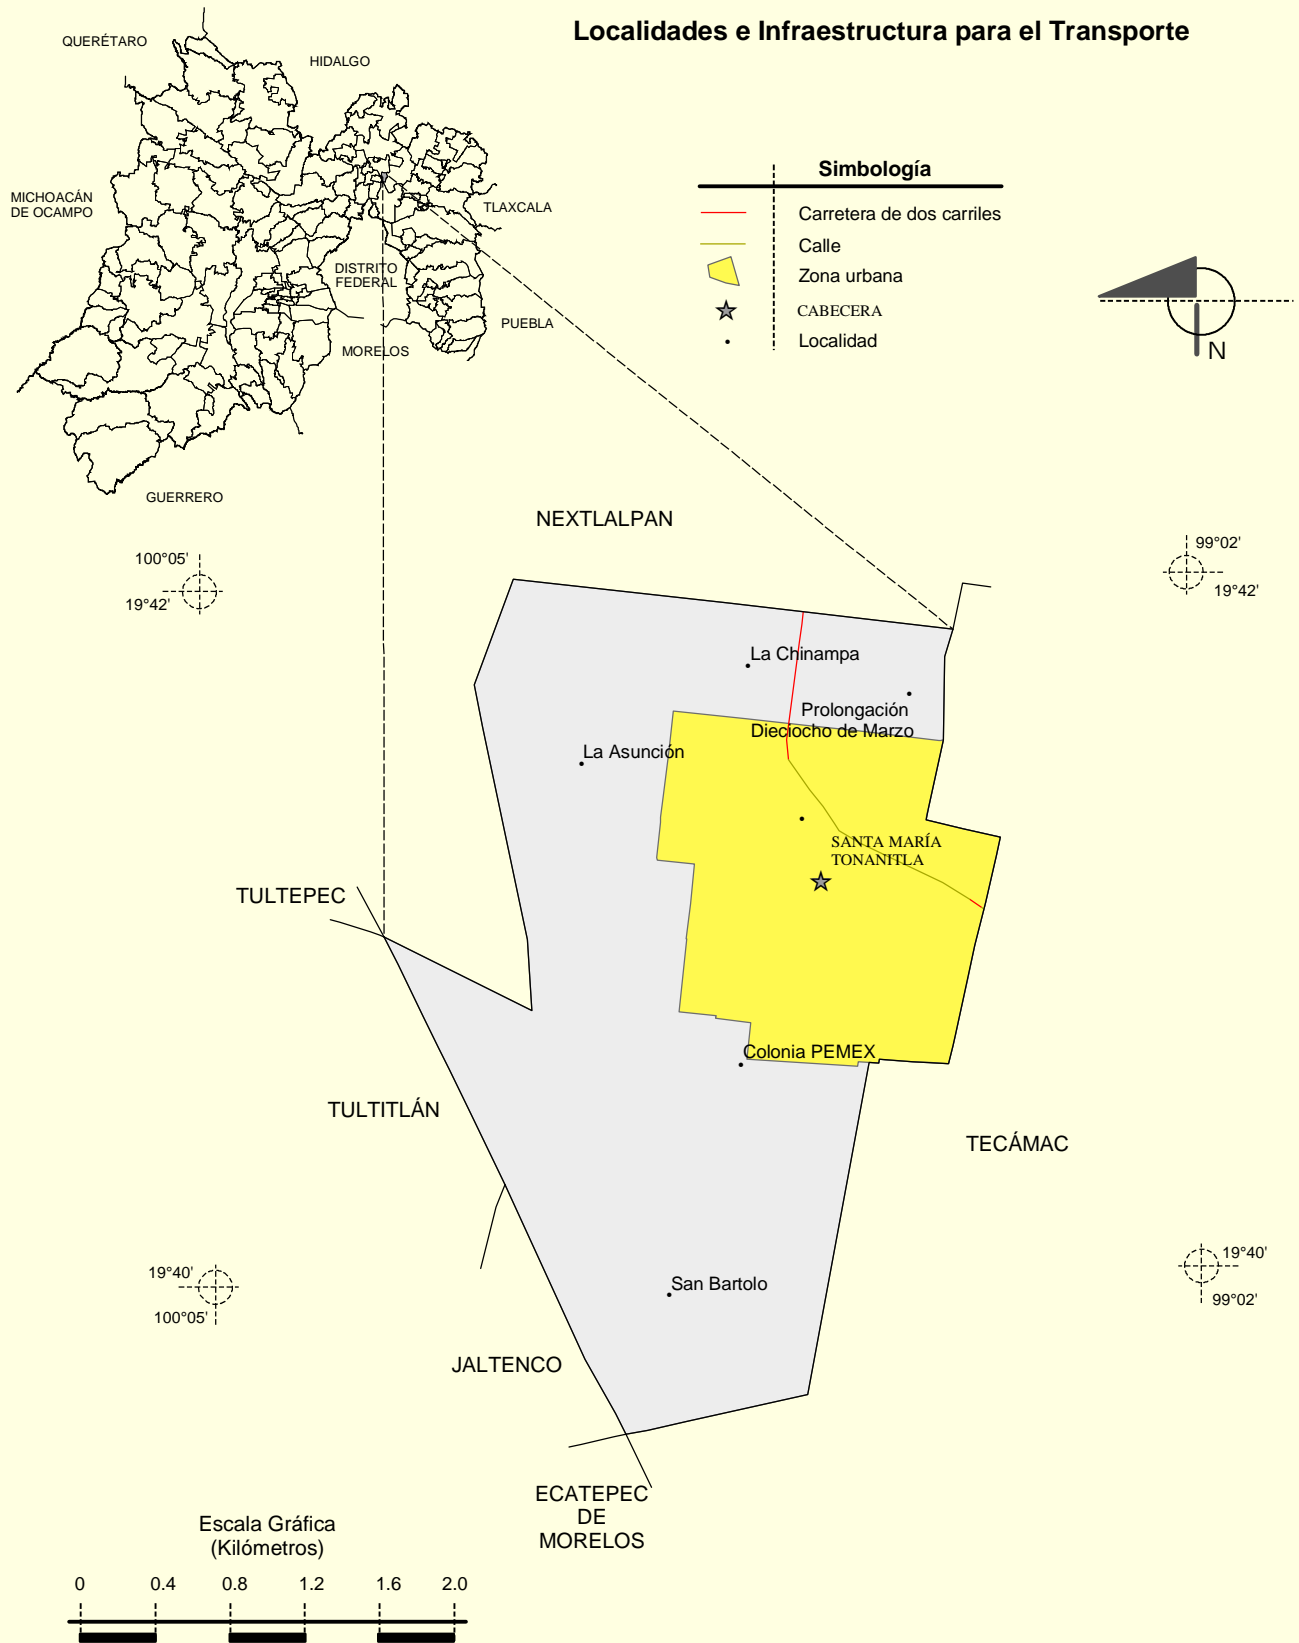 Localidades e Infraestructura para el Transporte
QUERÉTARO
HIDALGO
MICHOACÁN
DE OCAMPO
TLAXCALA
DISTRITO
FEDERAL
PUEBLA
MORELOS
GUERRERO
Simbología
Carretera de dos carriles
Calle
Zona urbana
CABECERA
Localidad
N
NEXTLALPAN
100°05'
19°42'
99°02'
19°42'
La Chinampa
Prolongación
Dieciocho de Marzo
La Asunción
SANTA MARÍA
TONANITLA
TULTEPEC
Colonia PEMEX
TULTITLÁN
TECÁMAC
19°40'
100°05'
19°40'
99°02'
San Bartolo
JALTENCO
ECATEPEC
DE
MORELOS
Escala Gráfica
(Kilómetros)
0 0.4 0.8 1.2 1.6 2.0